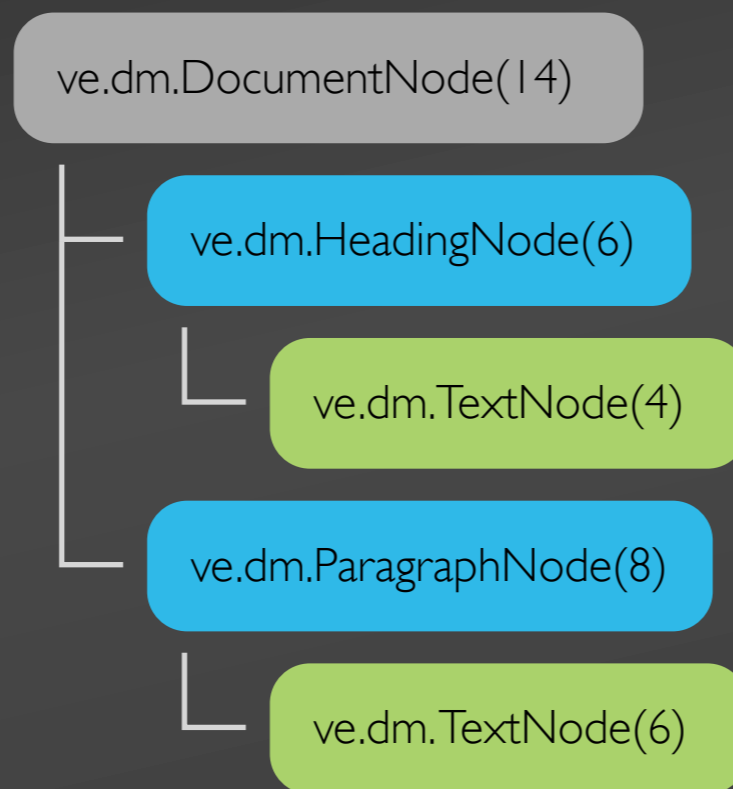 ve.dm.DocumentNode(14)
ve.dm.HeadingNode(6)
ve.dm.TextNode(4)
ve.dm.ParagraphNode(8)
ve.dm.TextNode(6)